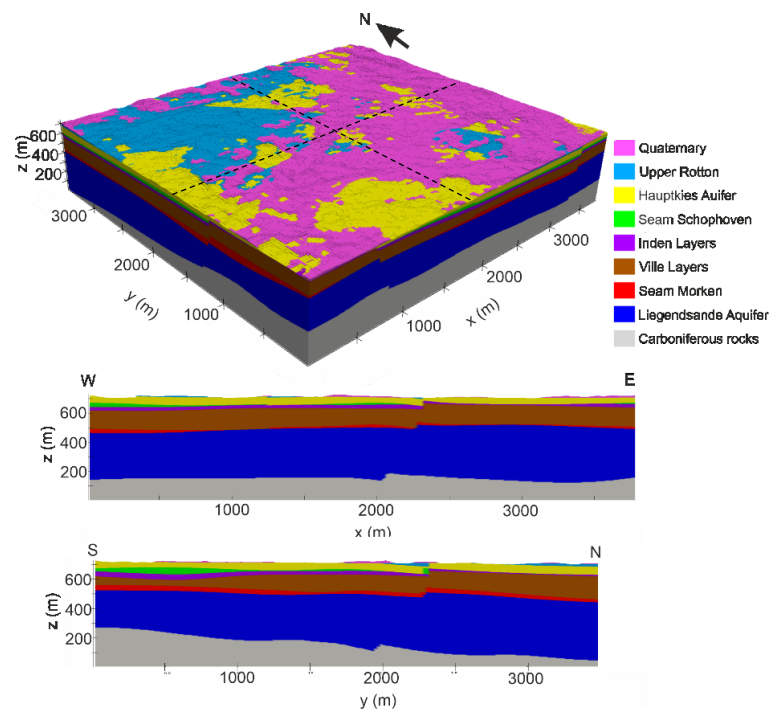 N
z (m)
600
400
200
3000
2000
1000
y (m)
1000
2000
3000
x (m)
Quaternary
Upper Rotton
Hauptkies Auifer
Seam Schophoven
Inden Layers
Ville Layers
Seam Morken
Liegendsande Aquifer
Carboniferous rocks
W
E
z (m)
600
400
200
1000
2000
3000
x (m)
S
N
z (m)
600
400
200
1000
2000
3000
y (m)